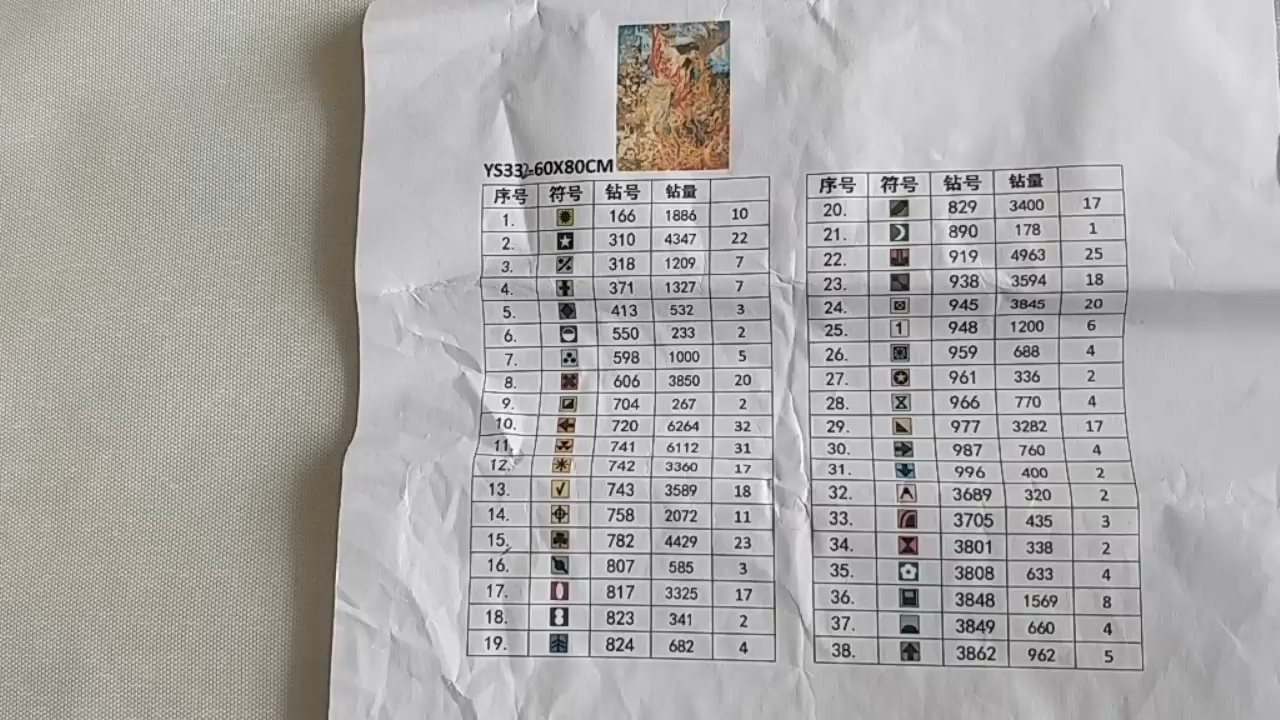 YS332-60X80CM
序号 符号 钻号 钻量
1. 166 1886 10
2. 310 4347 22
3. 318 1209 7
4. 371 1327 7
5. 413 532 3
6. 550 233 2
7. 598 1000 5
8. 606 3850 20
9. 704 267 2
10. 720 6264 32
11. 741 6112 31
12. 742 3360 17
13. 743 3589 18
14. 758 2072 11
15. 782 4429 23
16. 807 585 3
17. 817 3325 17
18. 823 341 2
19. 824 682 4
序号 符号 钻号 钻量
20. 829 3400 17
21. 890 178 1
22. 919 4963 25
23. 938 3594 18
24. 945 3845 20
25. 1 948 1200 6
26. 959 688 4
27. 961 336 2
28. 966 770 4
29. 977 3282 17
30. 987 760 4
31. 996 400 2
32. 3689 320 2
33. 3705 435 3
34. 3801 338 2
35. 3808 633 4
36. 3848 1569 8
37. 3849 660 4
38. 3862 962 5